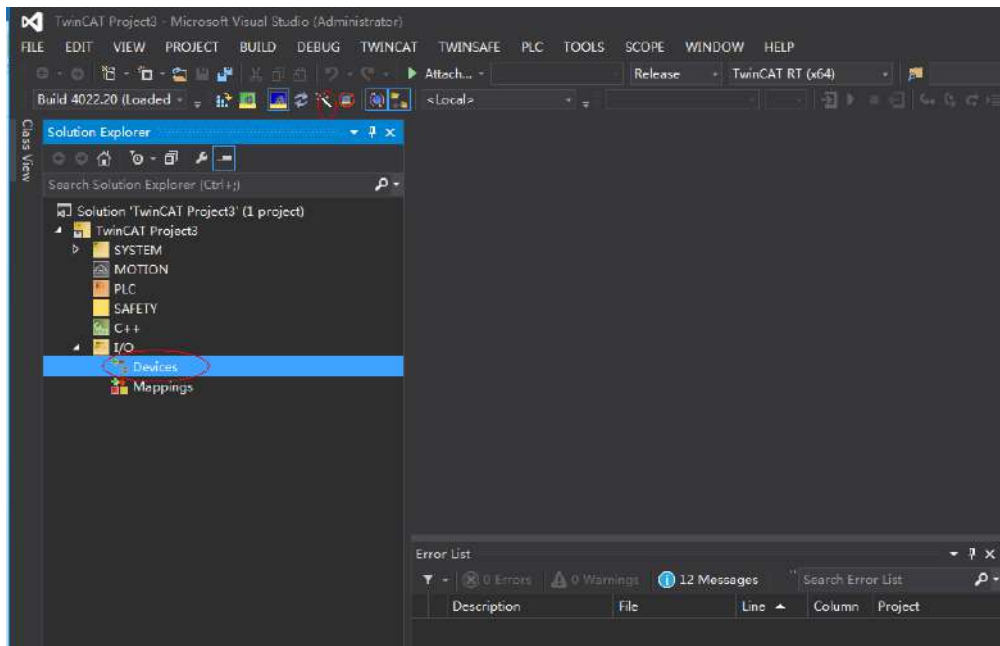 TwinCAT Project3 - Microsoft Visual Studio (Administrator)
FILE EDIT VIEW PROJECT BUILD DEBUG TWINCAT TWINSAFE PLC TOOLS SCOPE WINDOW HELP
Attach... Release TwinCAT RT (x64)
Build 4022.20 (Loaded <Local>
Class View
Solution Explorer
Search Solution Explorer (Ctrl+;)
Solution 'TwinCAT Project3' (1 project)
TwinCAT Project3
SYSTEM
MOTION
PLC
SAFETY
C++
I/O
Devices
Mappings
Error List
0 Errors 0 Warnings 12 Messages Search Error List
Description File Line Column Project